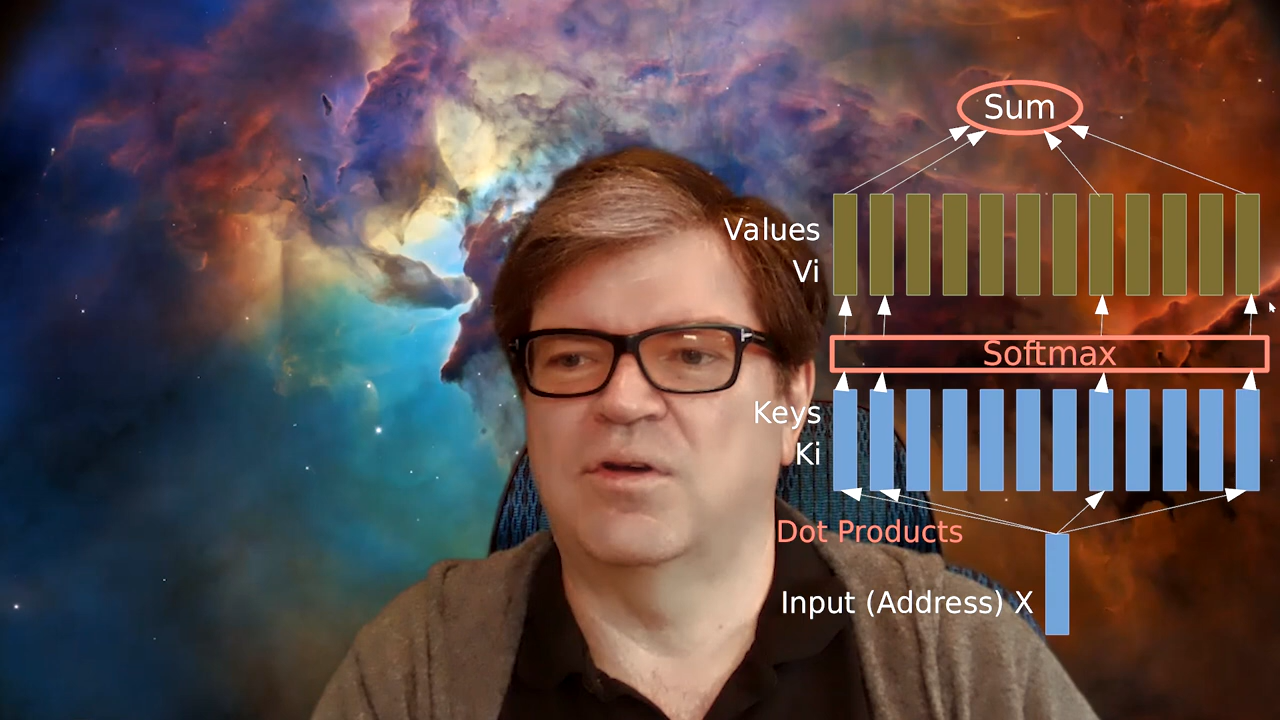 Sum
Values
Vi
Softmax
Keys
Ki
Dot Products
Input (Address) X